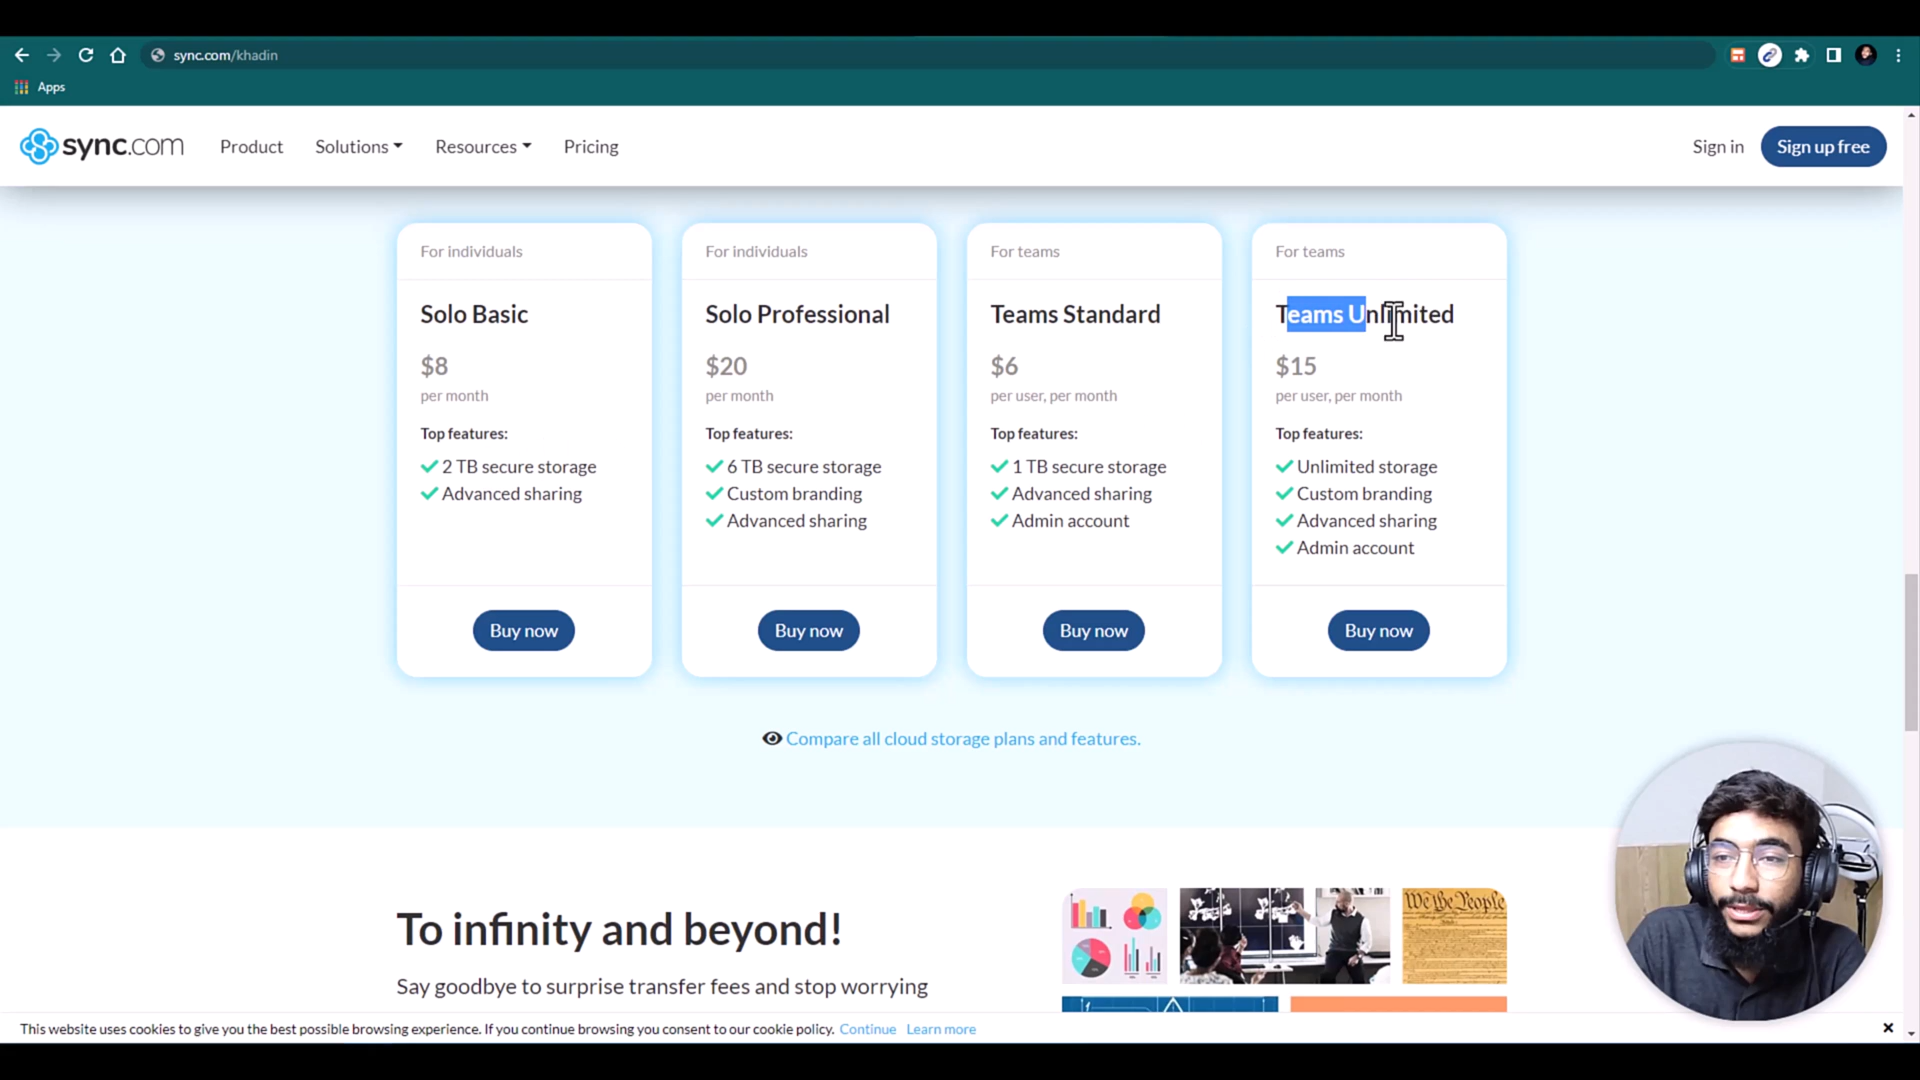 sync.com/khadin
Apps
sync.com
Product
Solutions
Resources
Pricing
Sign in
Sign up free
For individuals
Solo Basic
$8
per month
Top features:
2 TB secure storage
Advanced sharing
Buy now
For individuals
Solo Professional
$20
per month
Top features:
6 TB secure storage
Custom branding
Advanced sharing
Buy now
For teams
Teams Standard
$6
per user, per month
Top features:
1 TB secure storage
Advanced sharing
Admin account
Buy now
For teams
Teams Unlimited
$15
per user, per month
Top features:
Unlimited storage
Custom branding
Advanced sharing
Admin account
Buy now
Compare all cloud storage plans and features.
To infinity and beyond!
Say goodbye to surprise transfer fees and stop worrying
We the People
This website uses cookies to give you the best possible browsing experience. If you continue browsing you consent to our cookie policy. Continue Learn more